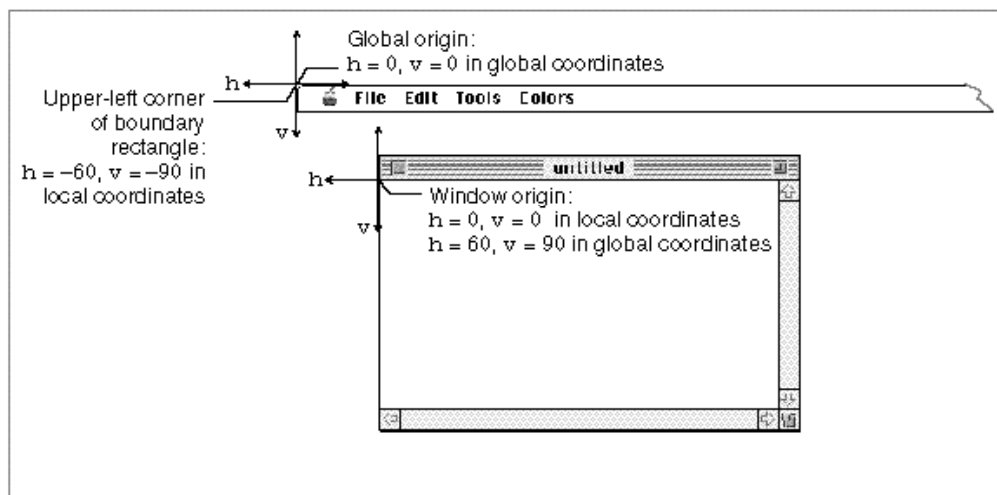 Global origin:
h = 0, v = 0 in global coordinates
h
Upper-left corner
of boundary
rectangle:
h = –60, v = –90 in
local coordinates
v
File Edit Tools Colors
untitled
h
Window origin:
h = 0, v = 0 in local coordinates
h = 60, v = 90 in global coordinates
v